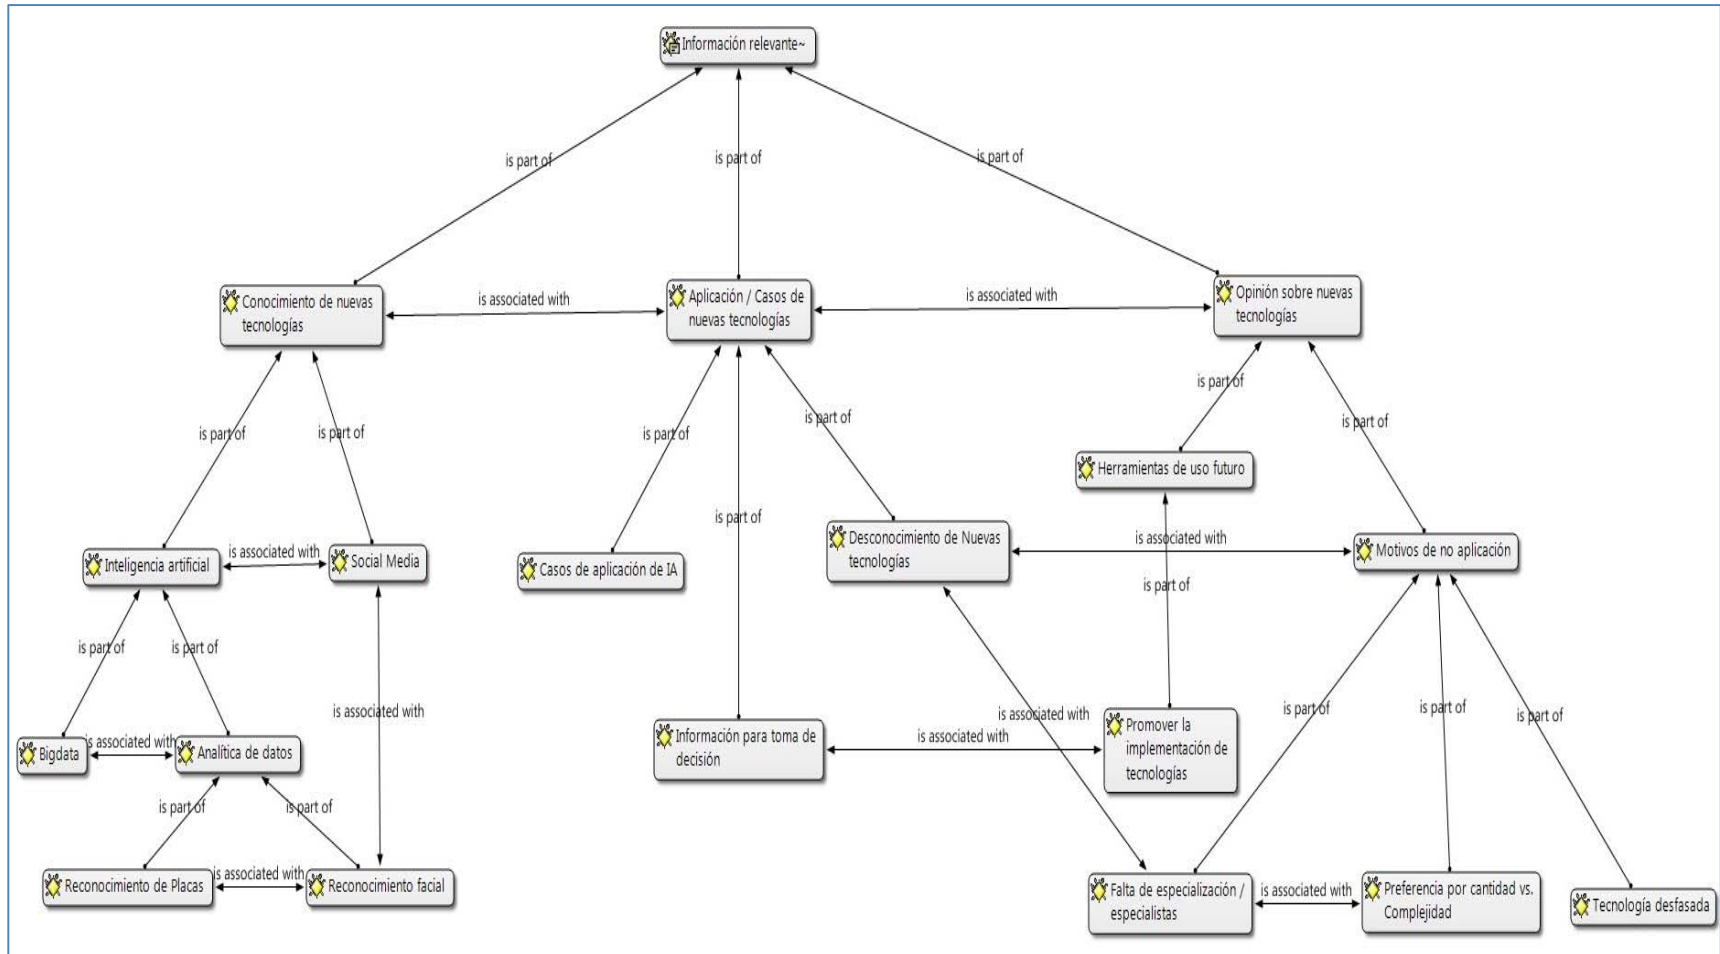 Información relevante~
is part of
is part of
is part of
Conocimiento de nuevas
tecnologías
is associated with
Aplicación / Casos de
nuevas tecnologías
is associated with
Opinión sobre nuevas
tecnologías
is part of
is part of
is part of
is part of
is part of
is part of
Herramientas de uso futuro
is part of
Inteligencia artificial
is associated with
Social Media
Casos de aplicación de IA
Desconocimiento de Nuevas
tecnologías
is associated with
Motivos de no aplicación
is part of
is part of
is part of
is associated with
is associated with
is part of
is part of
is part of
Bigdata
is associated with
Analítica de datos
Información para toma de
decisión
is associated with
Promover la
implementación de
tecnologías
is part of
is part of
Reconocimiento de Placas
is associated with
Reconocimiento facial
Falta de especialización /
especialistas
is associated with
Preferencia por cantidad vs.
Complejidad
Tecnología desfasada